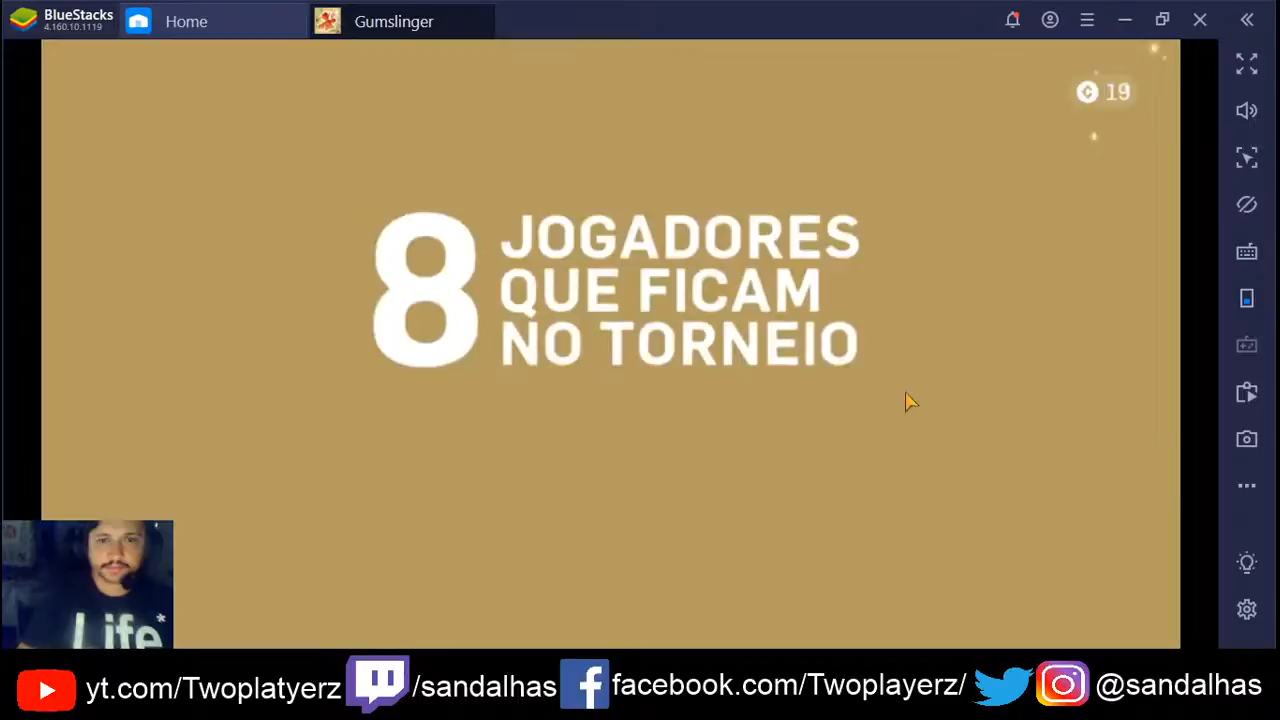 BlueStacks
4.160.10.1119
Home
Gumslinger
19
8 JOGADORES
QUE FICAM
NO TORNEIO
Life*
yt.com/Twoplatyerz /sandalhas facebook.com/Twoplayerz/ @sandalhas